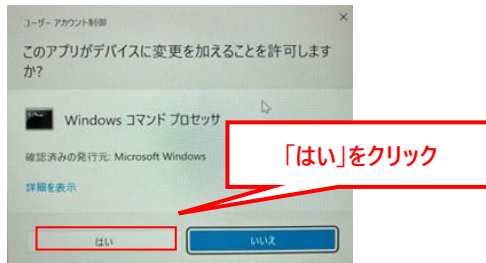 ユーザー アカウント制御
このアプリがデバイスに変更を加えることを許可します
か?
Windows コマンド プロセッサ
確認済みの発行元: Microsoft Windows
「はい」をクリック
詳細を表示
はい
いいえ